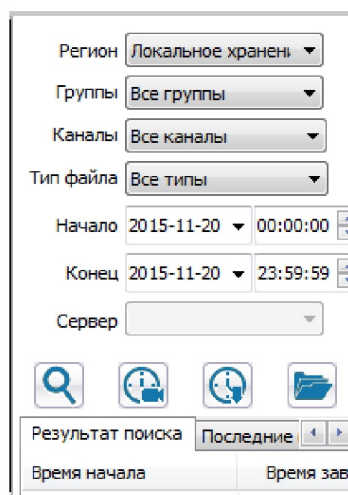 Регион Локальное хранени
Группы Все группы
Каналы Все каналы
Тип файла Все типы
Начало 2015-11-20 00:00:00
Конец 2015-11-20 23:59:59
Сервер
Результат поиска Последние
Время начала Время зав